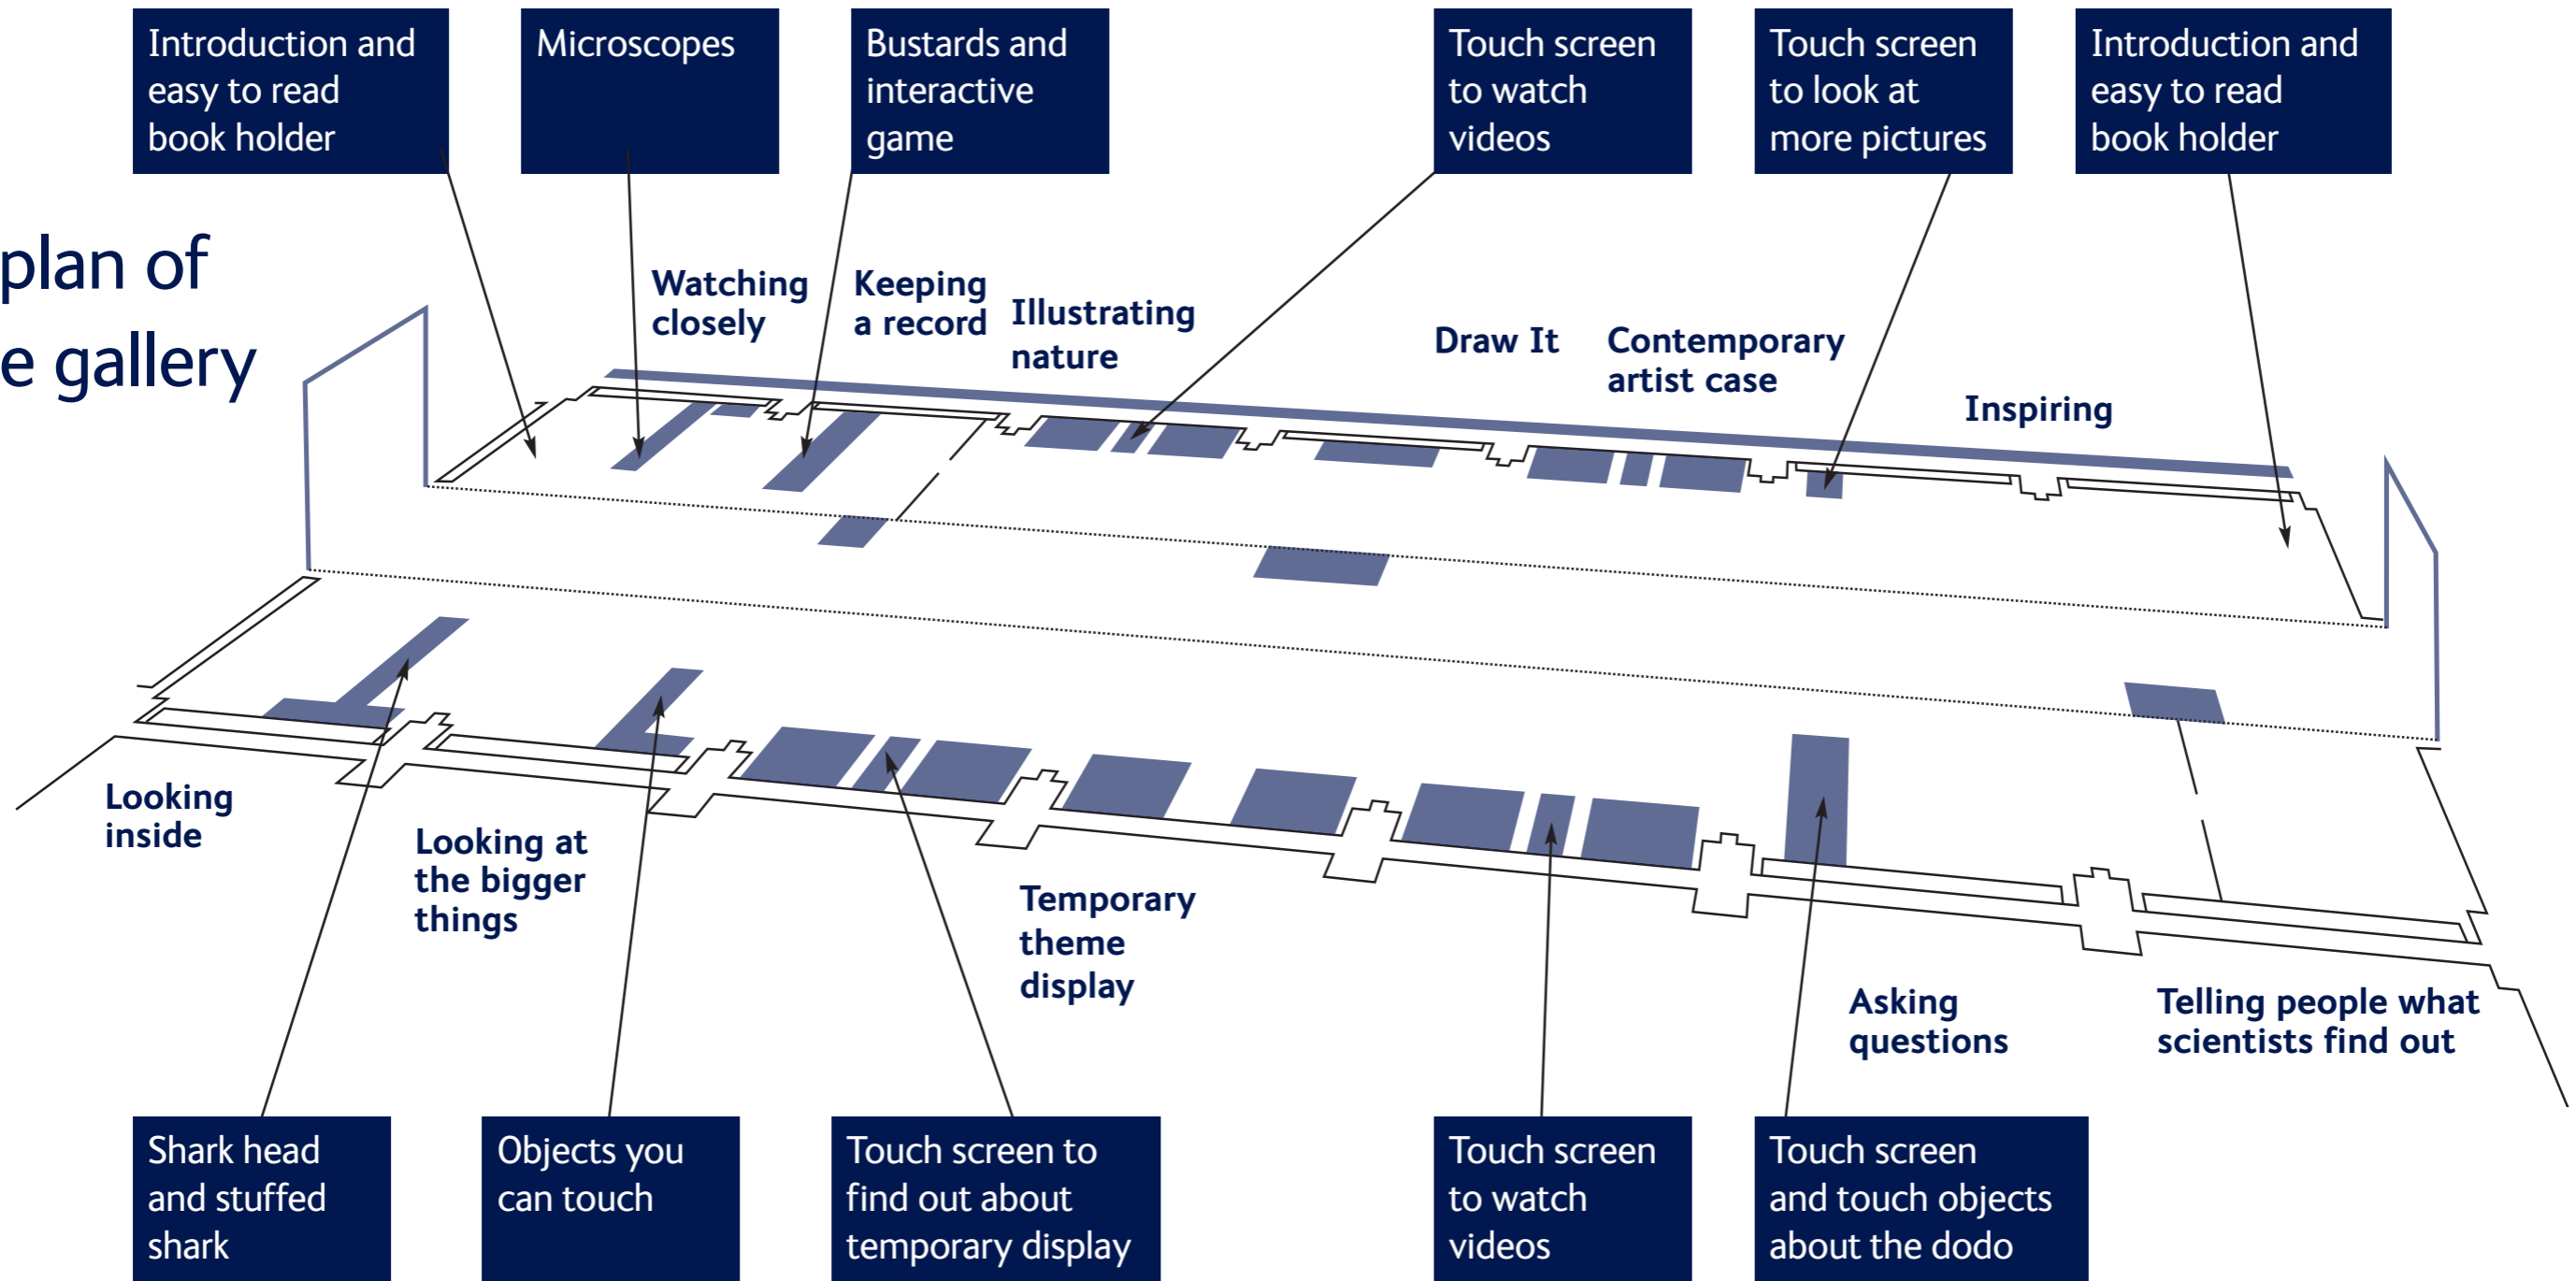 Introduction and
easy to read
book holder
Microscopes
Bustards and
interactive
game
Touch screen
to watch
videos
Touch screen
to look at
more pictures
Introduction and
easy to read
book holder
plan of
e gallery
Watching
closely
Keeping
a record
Illustrating
nature
Draw It
Contemporary
artist case
Inspiring
Looking
inside
Looking at
the bigger
things
Temporary
theme
display
Asking
questions
Telling people what
scientists find out
Shark head
and stuffed
shark
Objects you
can touch
Touch screen to
find out about
temporary display
Touch screen
to watch
videos
Touch screen
and touch objects
about the dodo